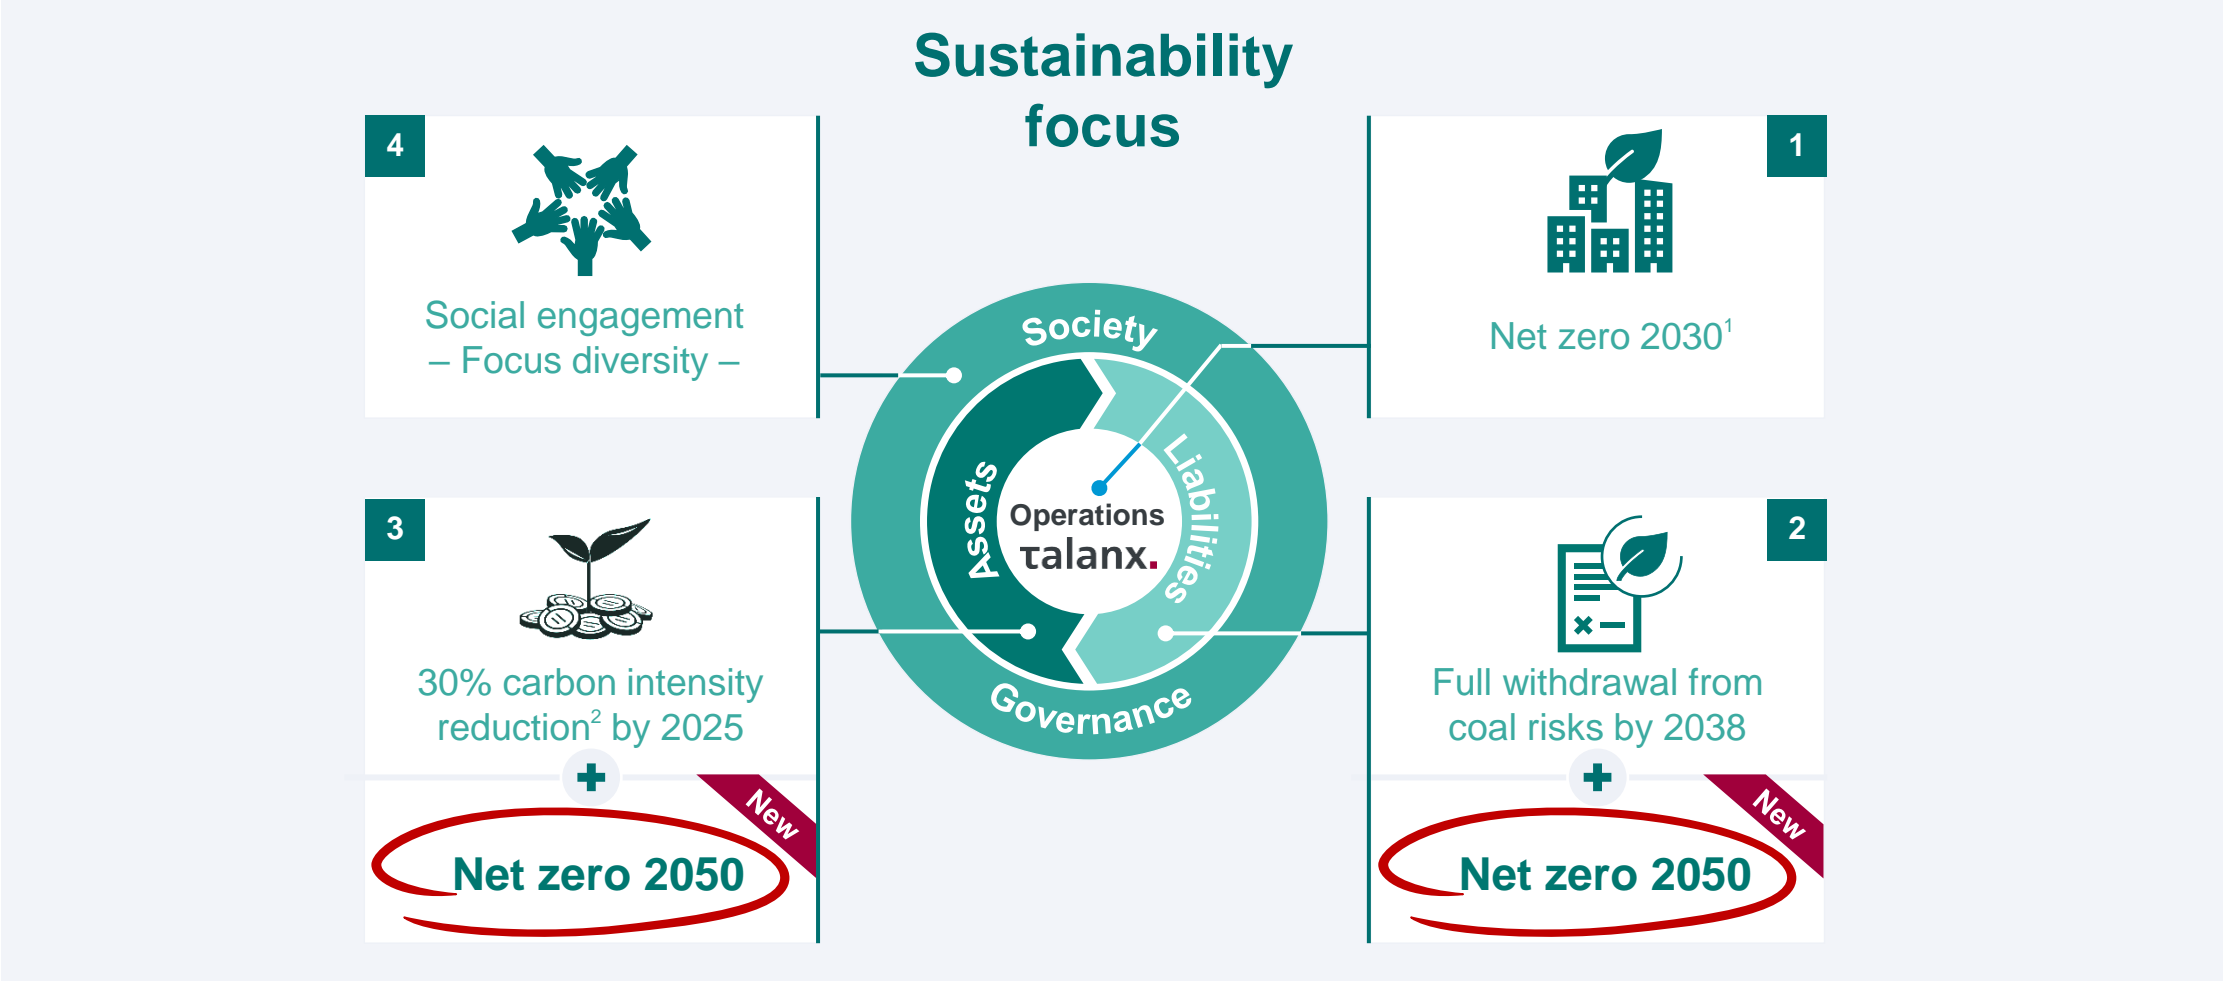 Sustainability
focus
4
Social engagement
– Focus diversity –
1
Net zero 2030¹
Society
Assets
Liabilities
Operations
talanx.
Governance
3
30% carbon intensity
reduction² by 2025
New
Net zero 2050
2
Full withdrawal from
coal risks by 2038
New
Net zero 2050